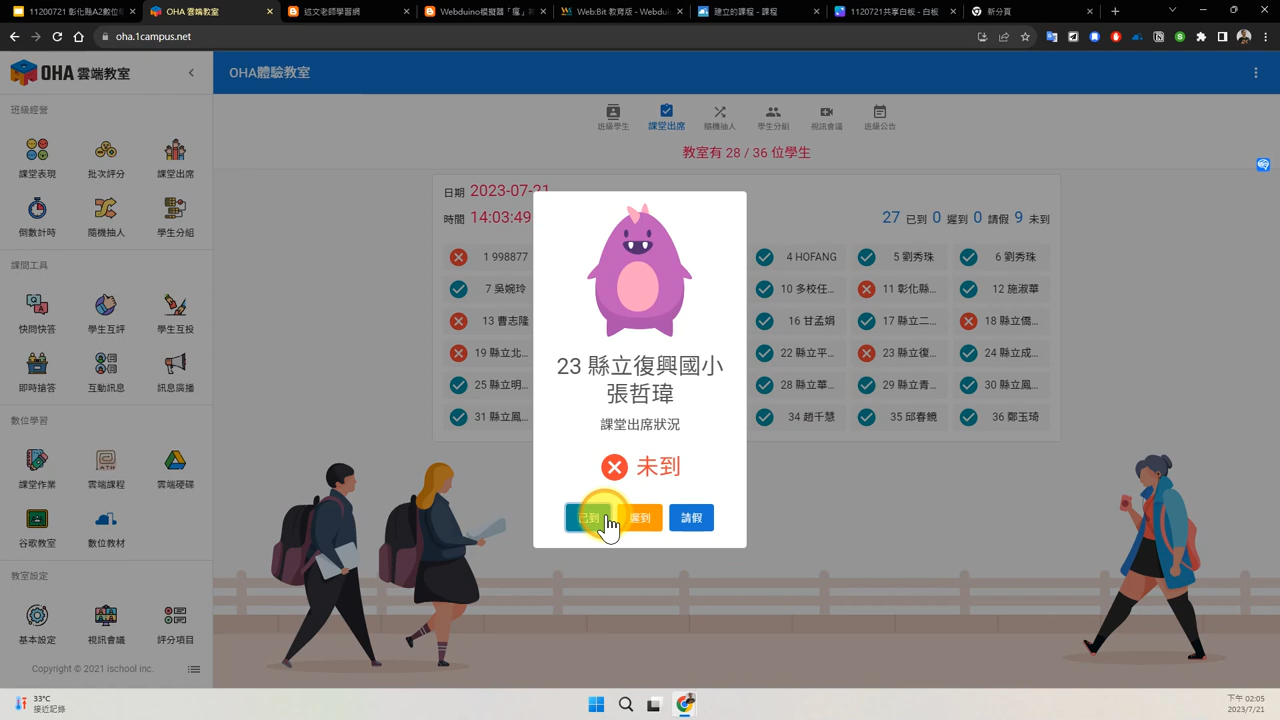 11200721 彰化縣A2數位學
OHA 雲端教室
這文老師學習網
Webduino模擬器「瘋」神
Web:Bit 教育版 - Webdui
建立的課程 - 課程
1120721共享白板 - 白板
新分頁
oha.1campus.net
OHA 雲端教室
OHA體驗教室
班級經營
課堂表現
批次評分
課堂出席
倒數計時
隨機抽人
學生分組
課間工具
快問快答
學生互評
學生互投
即時搶答
互動訊息
訊息廣播
數位學習
課堂作業
雲端課程
雲端硬碟
谷歌教室
數位教材
教室設定
基本設定
視訊會議
評分項目
Copyright © 2021 ischool inc.
班級學生
課堂出席
隨機抽人
學生分組
視訊會議
班級公告
教室有 28 / 36 位學生
日期 2023-07-21
時間 14:03:49
27 已到 0 遲到 0 請假 9 未到
1 998877
4 HOFANG
5 劉秀珠
6 劉秀珠
7 吳婉玲
10 多校任...
11 彰化縣...
12 施淑華
13 曹志隆
16 甘孟娟
17 縣立二...
18 縣立僑...
19 縣立北...
22 縣立平...
23 縣立復...
24 縣立成...
25 縣立明...
28 縣立華...
29 縣立青...
30 縣立鳳...
31 縣立鳳...
34 趙千慧
35 邱春鏡
36 鄭玉琦
23 縣立復興國小
張哲瑋
課堂出席狀況
未到
已到
遲到
請假
33°C
接近記錄
下午 02:05
2023/7/21